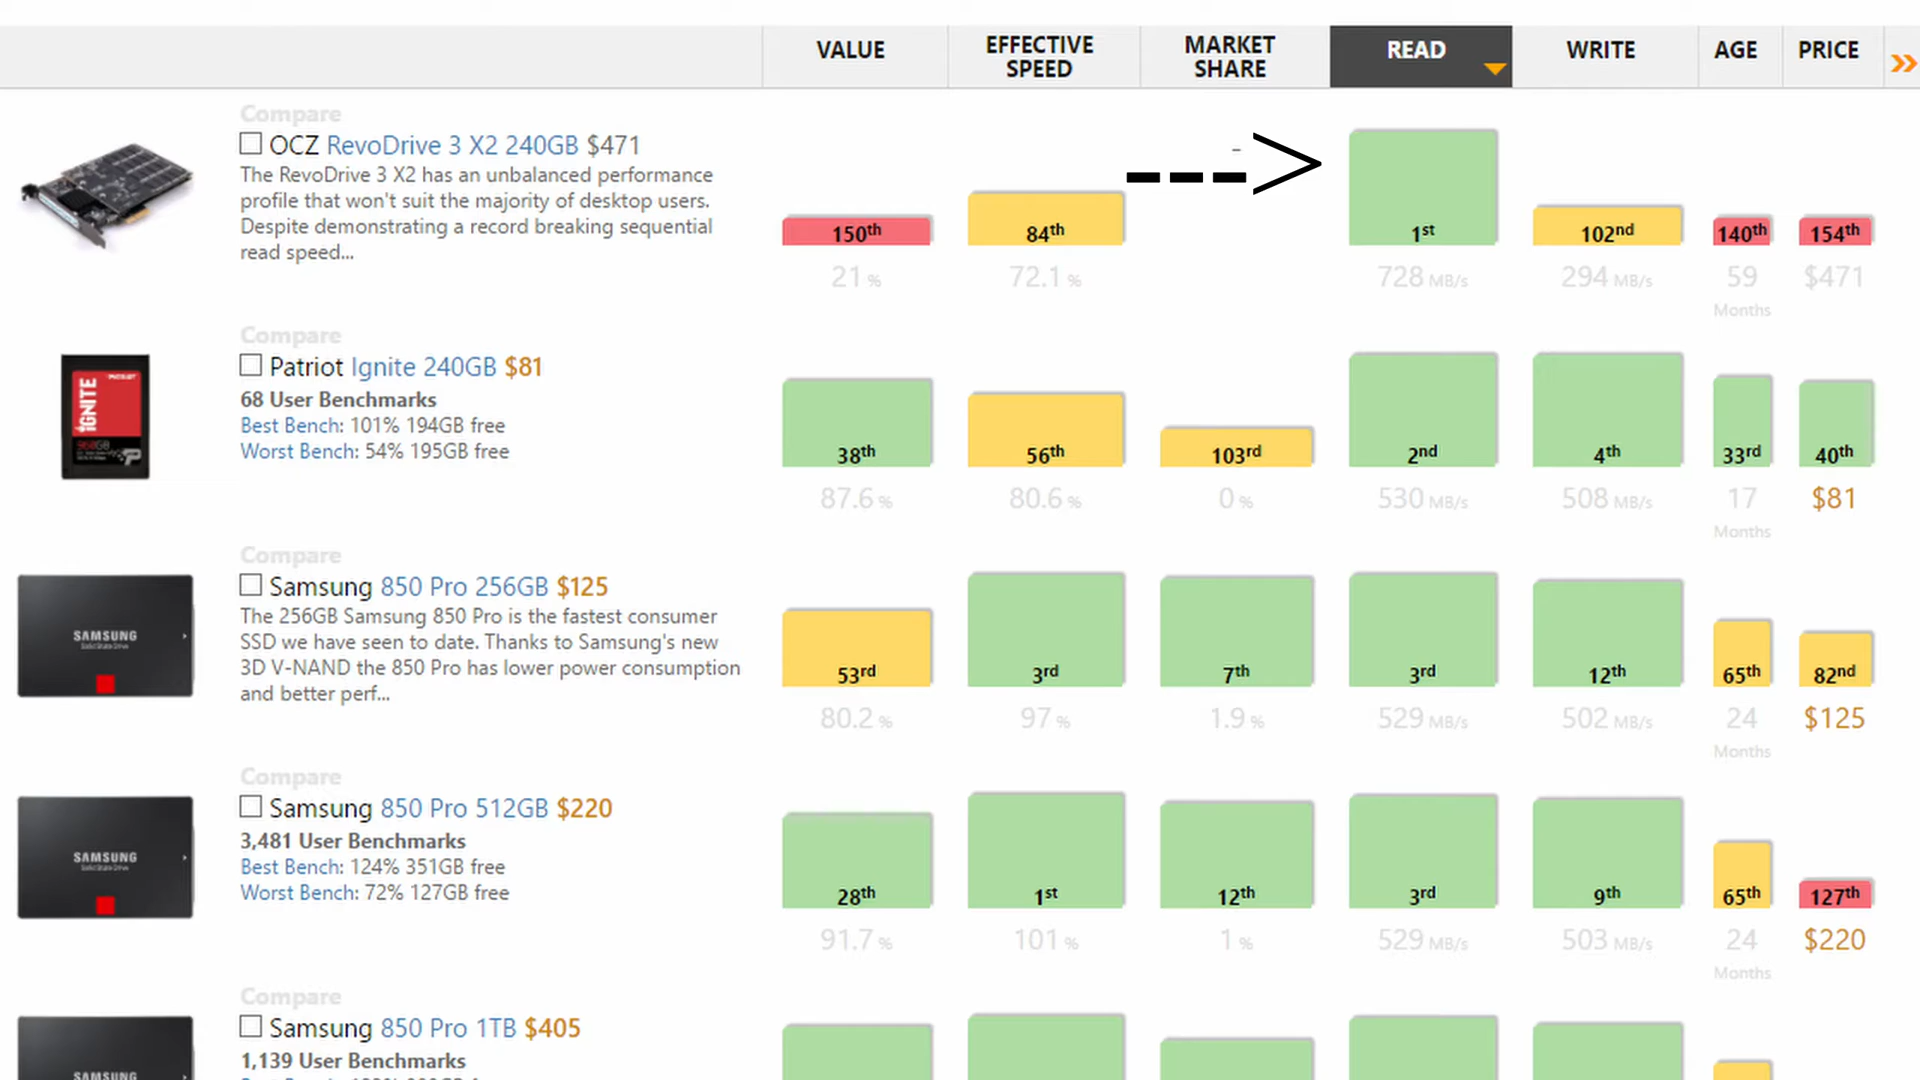 VALUE
EFFECTIVE SPEED
MARKET SHARE
READ
WRITE
AGE
PRICE
Compare
OCZ RevoDrive 3 X2 240GB $471
The RevoDrive 3 X2 has an unbalanced performance
profile that won't suit the majority of desktop users.
Despite demonstrating a record breaking sequential
read speed...
-
--->
150th 84th 1st 102nd 140th 154th
21 % 72.1 % 728 MB/s 294 MB/s 59 $471
Months
Compare
Patriot Ignite 240GB $81
68 User Benchmarks
Best Bench: 101% 194GB free
Worst Bench: 54% 195GB free
IGNITE
38th 56th 103rd 2nd 4th 33rd 40th
87.6 % 80.6 % 0 % 530 MB/s 508 MB/s 17 $81
Months
Compare
Samsung 850 Pro 256GB $125
The 256GB Samsung 850 Pro is the fastest consumer
SSD we have seen to date. Thanks to Samsung's new
3D V-NAND the 850 Pro has lower power consumption
and better perf...
SAMSUNG
Solid State Drive
53rd 3rd 7th 3rd 12th 65th 82nd
80.2 % 97 % 1.9 % 529 MB/s 502 MB/s 24 $125
Months
Compare
Samsung 850 Pro 512GB $220
3,481 User Benchmarks
Best Bench: 124% 351GB free
Worst Bench: 72% 127GB free
SAMSUNG
Solid State Drive
28th 1st 12th 3rd 9th 65th 127th
91.7 % 101 % 1 % 529 MB/s 503 MB/s 24 $220
Months
Compare
Samsung 850 Pro 1TB $405
1,139 User Benchmarks
SAMSUNG